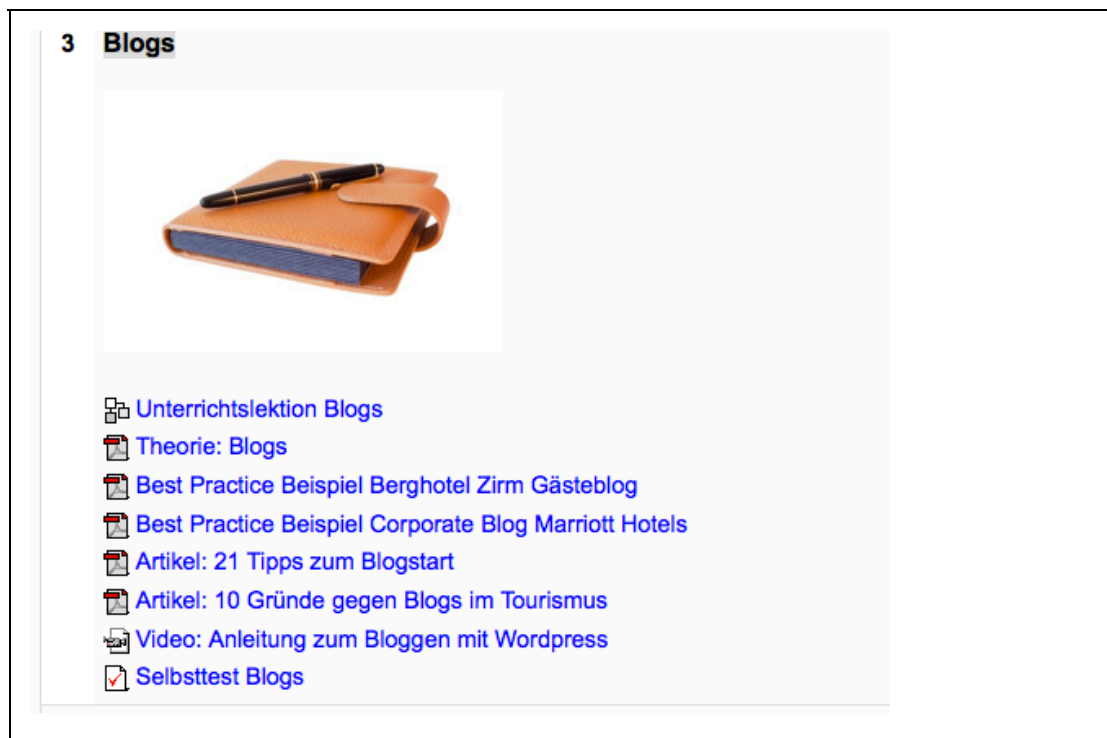 3 Blogs
Unterrichtslektion Blogs
Theorie: Blogs
Best Practice Beispiel Berghotel Zirm Gästeblog
Best Practice Beispiel Corporate Blog Marriott Hotels
Artikel: 21 Tipps zum Blogstart
Artikel: 10 Gründe gegen Blogs im Tourismus
Video: Anleitung zum Bloggen mit Wordpress
Selbsttest Blogs